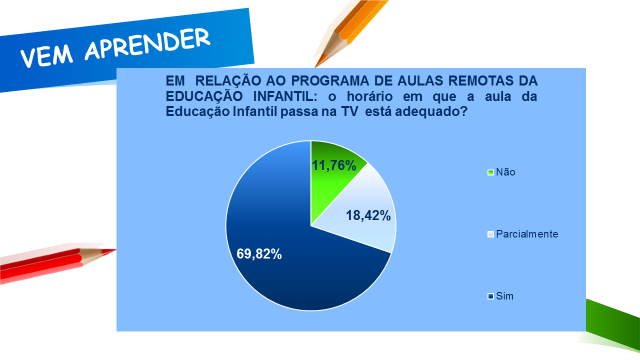 VEM APRENDER
EM RELAÇÃO AO PROGRAMA DE AULAS REMOTAS DA
EDUCAÇÃO INFANTIL: o horário em que a aula da
Educação Infantil passa na TV está adequado?
11,76%
Não
18,42%
Parcialmente
69,82%
Sim